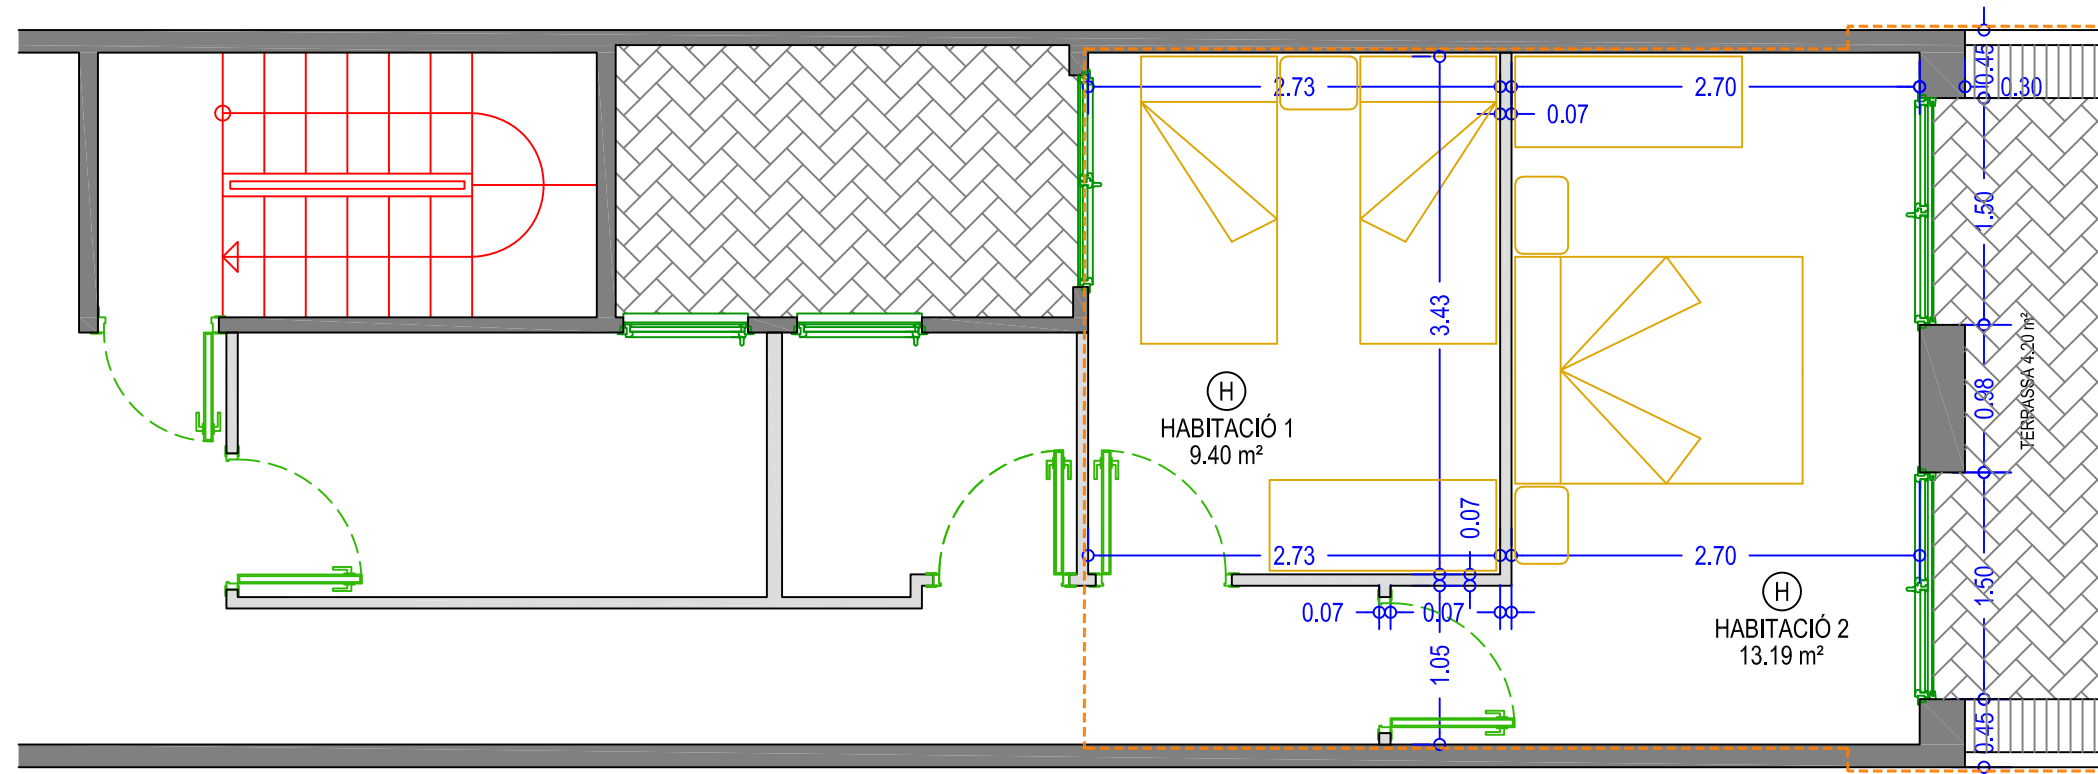 0.45
2.73
2.70
0.30
0.07
1.50
3.43
TERRASSA 4.20 m²
0.98
H
HABITACIÓ 1
9.40 m²
0.07
2.73
2.70
H
HABITACIÓ 2
13.19 m²
1.50
0.07
0.07
1.05
0.45